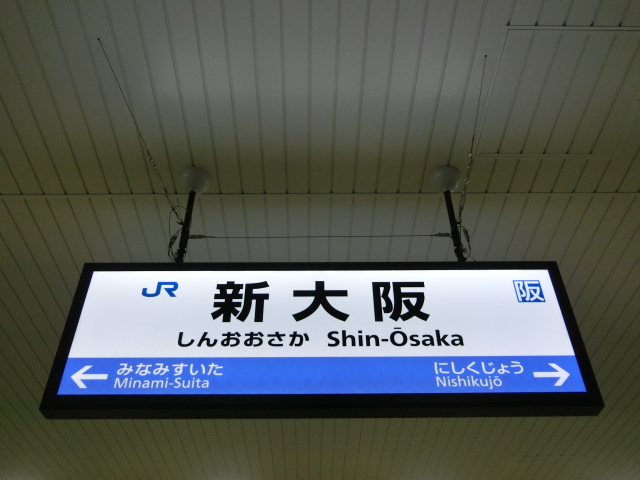 JR 新大阪 阪
しんおおさか Shin-Ōsaka
← みなみすいた にしくじょう →
Minami-Suita Nishikujō